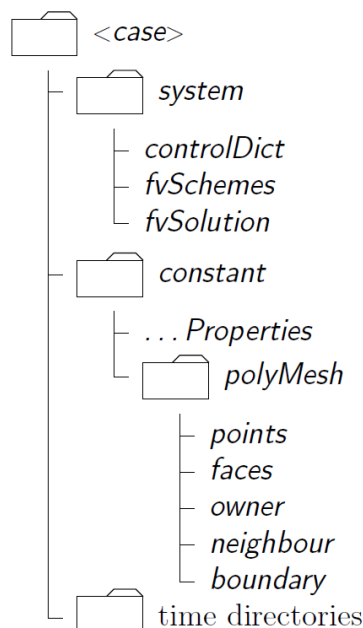 <case>
system
controlDict
fvSchemes
fvSolution
constant
...Properties
polyMesh
points
faces
owner
neighbour
boundary
time directories